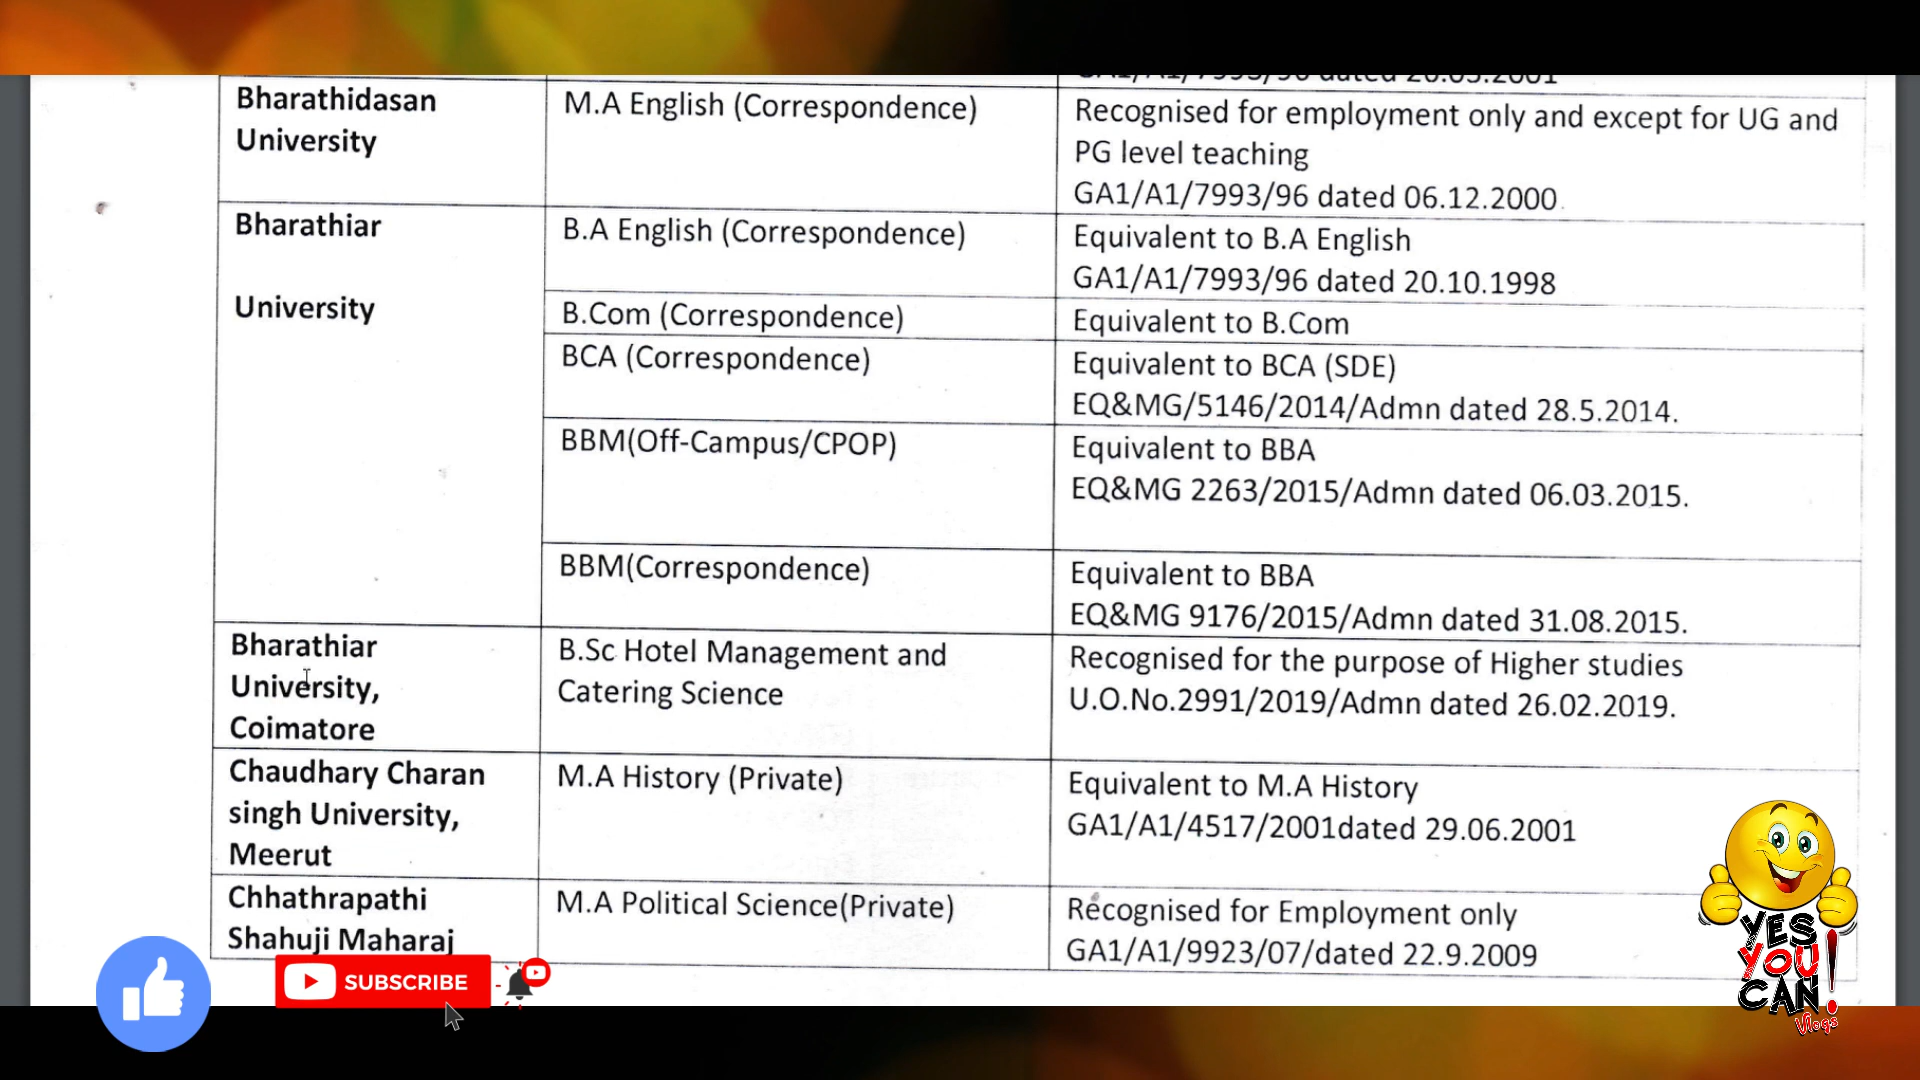 GA1/A1/7993/96 dated 20.03.2001
Bharathidasan
University
M.A English (Correspondence)
Recognised for employment only and except for UG and
PG level teaching
GA1/A1/7993/96 dated 06.12.2000
Bharathiar
University
B.A English (Correspondence)
Equivalent to B.A English
GA1/A1/7993/96 dated 20.10.1998
B.Com (Correspondence)
Equivalent to B.Com
BCA (Correspondence)
Equivalent to BCA (SDE)
EQ&MG/5146/2014/Admn dated 28.5.2014.
BBM(Off-Campus/CPOP)
Equivalent to BBA
EQ&MG 2263/2015/Admn dated 06.03.2015.
BBM(Correspondence)
Equivalent to BBA
EQ&MG 9176/2015/Admn dated 31.08.2015.
Bharathiar
University,
Coimatore
B.Sc Hotel Management and
Catering Science
Recognised for the purpose of Higher studies
U.O.No.2991/2019/Admn dated 26.02.2019.
Chaudhary Charan
singh University,
Meerut
M.A History (Private)
Equivalent to M.A History
GA1/A1/4517/2001dated 29.06.2001
Chhathrapathi
Shahuji Maharaj
M.A Political Science(Private)
Recognised for Employment only
GA1/A1/9923/07/dated 22.9.2009
SUBSCRIBE
YES
YOU
CAN!
Vlogs